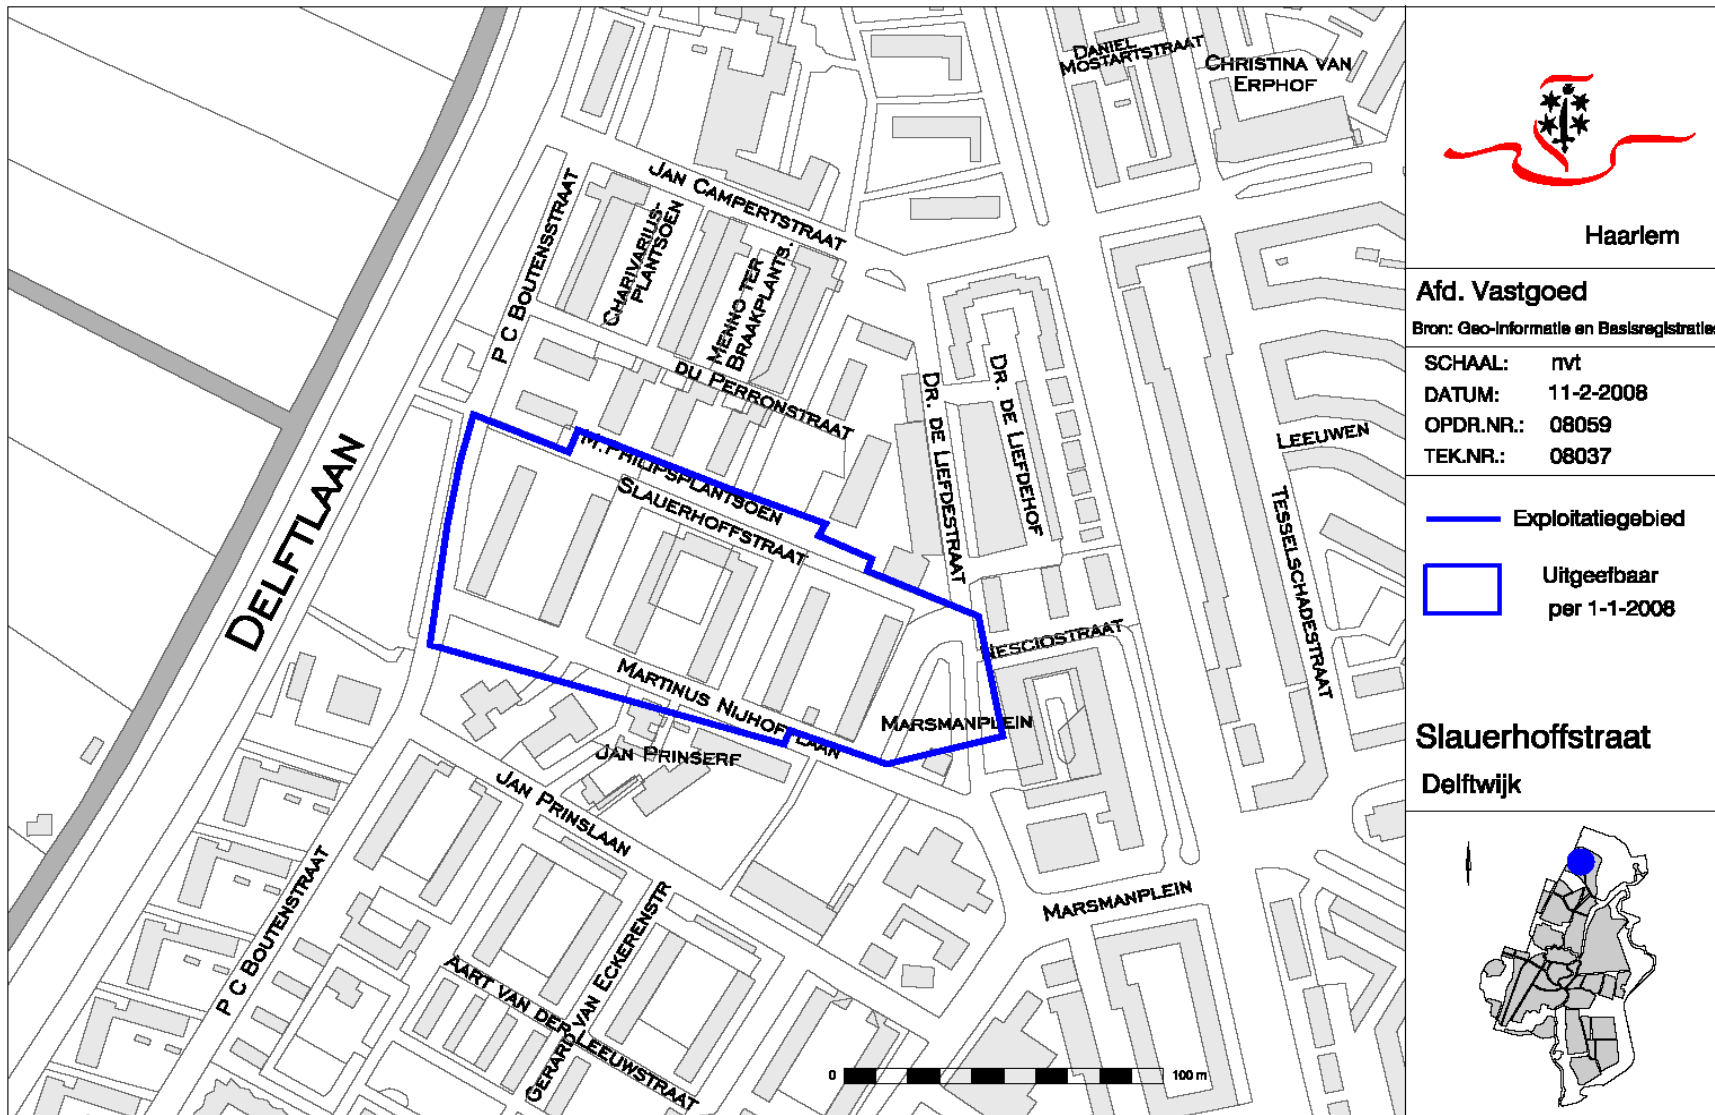 DANIEL
MOSTARTSTRAAT
CHRISTINA VAN
ERPHOF
JAN CAMPERTSTRAAT
P C BOUTENSSTRAAT
CHARIVARIUS-
PLANTSOEN
MENNO TER
BRAAKPLANTS.
DU PERRONSTRAAT
DR. DE LIEFDESTRAAT
DR. DE LIEFDEHOF
LEEUWEN
TESSELSCHADESTRAAT
DELFTLAAN
M. PHILIPSPLANTSOEN
SLAUERHOFFSTRAAT
NESCIOSTRAAT
MARTINUS NIJHOFFLAAN
MARSMANPLEIN
JAN PRINSERF
JAN PRINSLAAN
P C BOUTENSTRAAT
MARSMANPLEIN
AART VAN DER LEEUWSTRAAT
GERARD VAN ECKERENSTR
0 100 m
Haarlem
Afd. Vastgoed
Bron: Geo-informatie en Basisregistraties
SCHAAL: nvt
DATUM: 11-2-2008
OPDR.NR.: 08059
TEK.NR.: 08037
Exploitatiegebied
Uitgeefbaar
per 1-1-2008
Slauerhoffstraat
Delftwijk